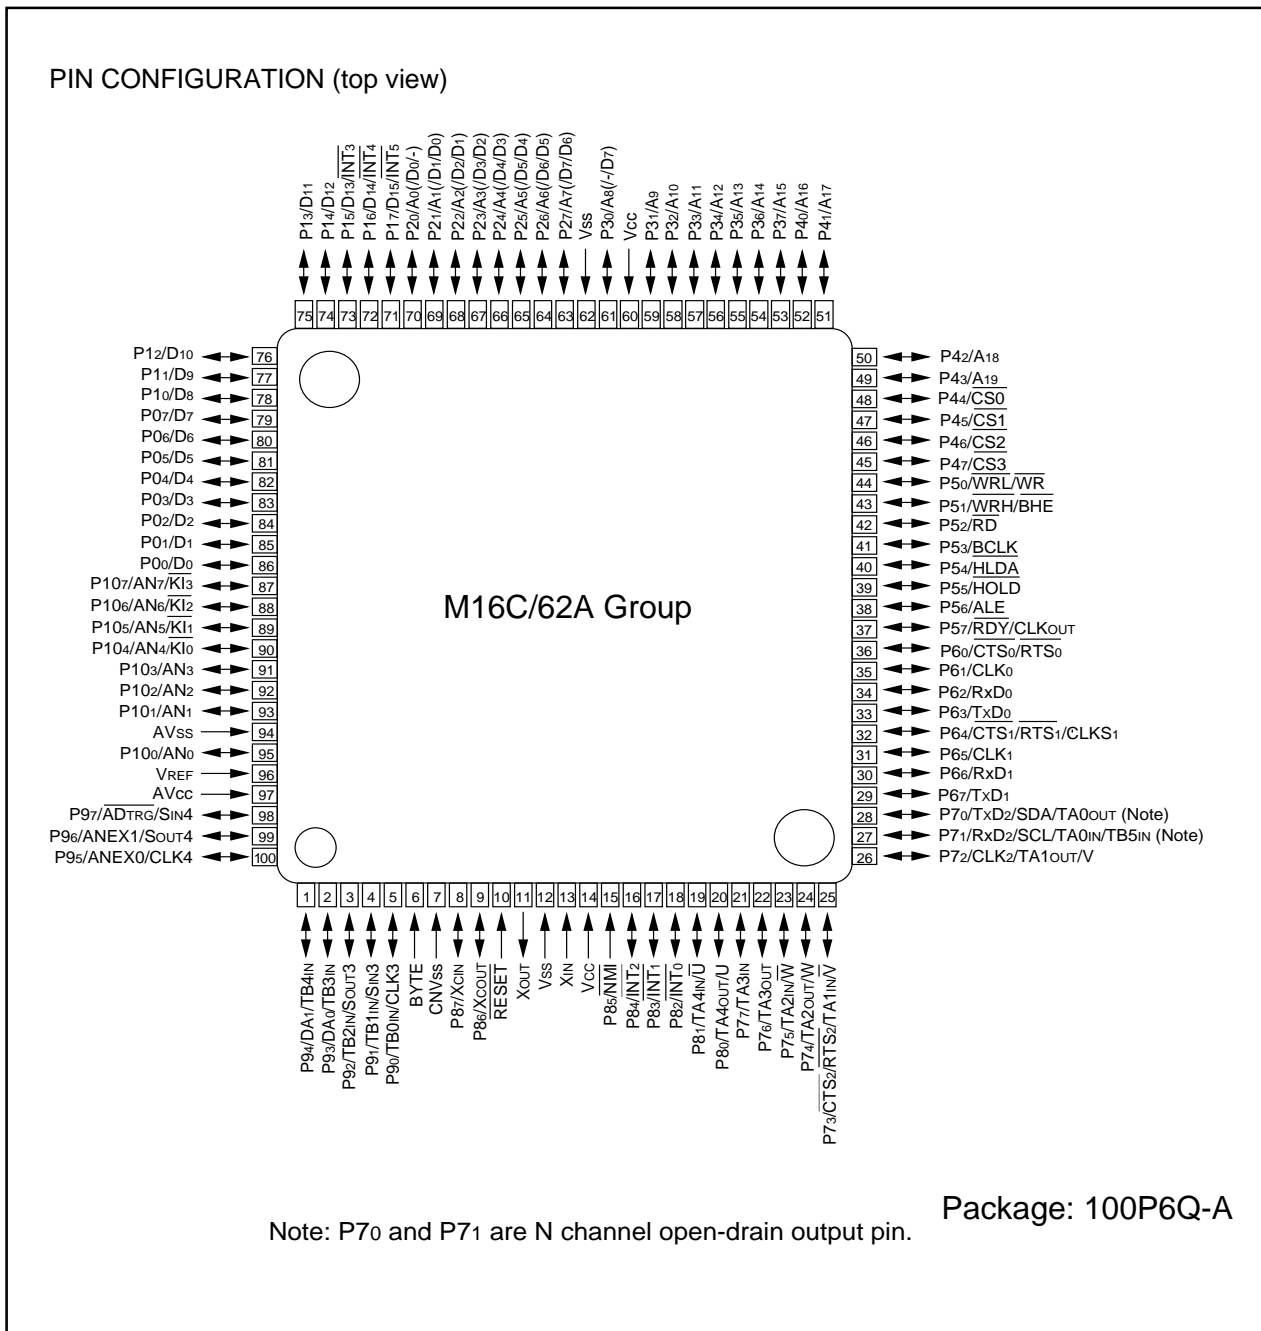 PIN CONFIGURATION (top view)
P13/D11
P14/D12
P15/D13/INT3
P16/D14/INT4
P17/D15/INT5
P20/A0(/D0/-)
P21/A1(/D1/D0)
P22/A2(/D2/D1)
P23/A3(/D3/D2)
P24/A4(/D4/D3)
P25/A5(/D5/D4)
P26/A6(/D6/D5)
P27/A7(/D7/D6)
Vss
P30/A8(/-/D7)
Vcc
P31/A9
P32/A10
P33/A11
P34/A12
P35/A13
P36/A14
P37/A15
P40/A16
P41/A17
75 74 73 72 71 70 69 68 67 66 65 64 63 62 61 60 59 58 57 56 55 54 53 52 51
P12/D10 76
P11/D9 77
P10/D8 78
P07/D7 79
P06/D6 80
P05/D5 81
P04/D4 82
P03/D3 83
P02/D2 84
P01/D1 85
P00/D0 86
P107/AN7/KI3 87
P106/AN6/KI2 88
P105/AN5/KI1 89
P104/AN4/KI0 90
P103/AN3 91
P102/AN2 92
P101/AN1 93
AVSS 94
P100/AN0 95
VREF 96
AVCC 97
P97/ADTRG/SIN4 98
P96/ANEX1/SOUT4 99
P95/ANEX0/CLK4 100
M16C/62A Group
50 P42/A18
49 P43/A19
48 P44/CS0
47 P45/CS1
46 P46/CS2
45 P47/CS3
44 P50/WRL/WR
43 P51/WRH/BHE
42 P52/RD
41 P53/BCLK
40 P54/HLDA
39 P55/HOLD
38 P56/ALE
37 P57/RDY/CLKOUT
36 P60/CTS0/RTS0
35 P61/CLK0
34 P62/RxD0
33 P63/TXD0
32 P64/CTS1/RTS1/CLKS1
31 P65/CLK1
30 P66/RxD1
29 P67/TXD1
28 P70/TXD2/SDA/TA0OUT (Note)
27 P71/RxD2/SCL/TA0IN/TB5IN (Note)
26 P72/CLK2/TA1OUT/V
1 2 3 4 5 6 7 8 9 10 11 12 13 14 15 16 17 18 19 20 21 22 23 24 25
P94/DA1/TB4IN
P93/DA0/TB3IN
P92/TB2IN/SOUT3
P91/TB1IN/SIN3
P90/TB0IN/CLK3
BYTE
CNVss
P87/XCIN
P86/XCOUT
RESET
XOUT
VSS
XIN
VCC
P85/NMI
P84/INT2
P83/INT1
P82/INT0
P81/TA4IN/U
P80/TA4OUT/U
P77/TA3IN
P76/TA3OUT
P75/TA2IN/W
P74/TA2OUT/W
P73/CTS2/RTS2/TA1IN/V
Package: 100P6Q-A
Note: P70 and P71 are N channel open-drain output pin.